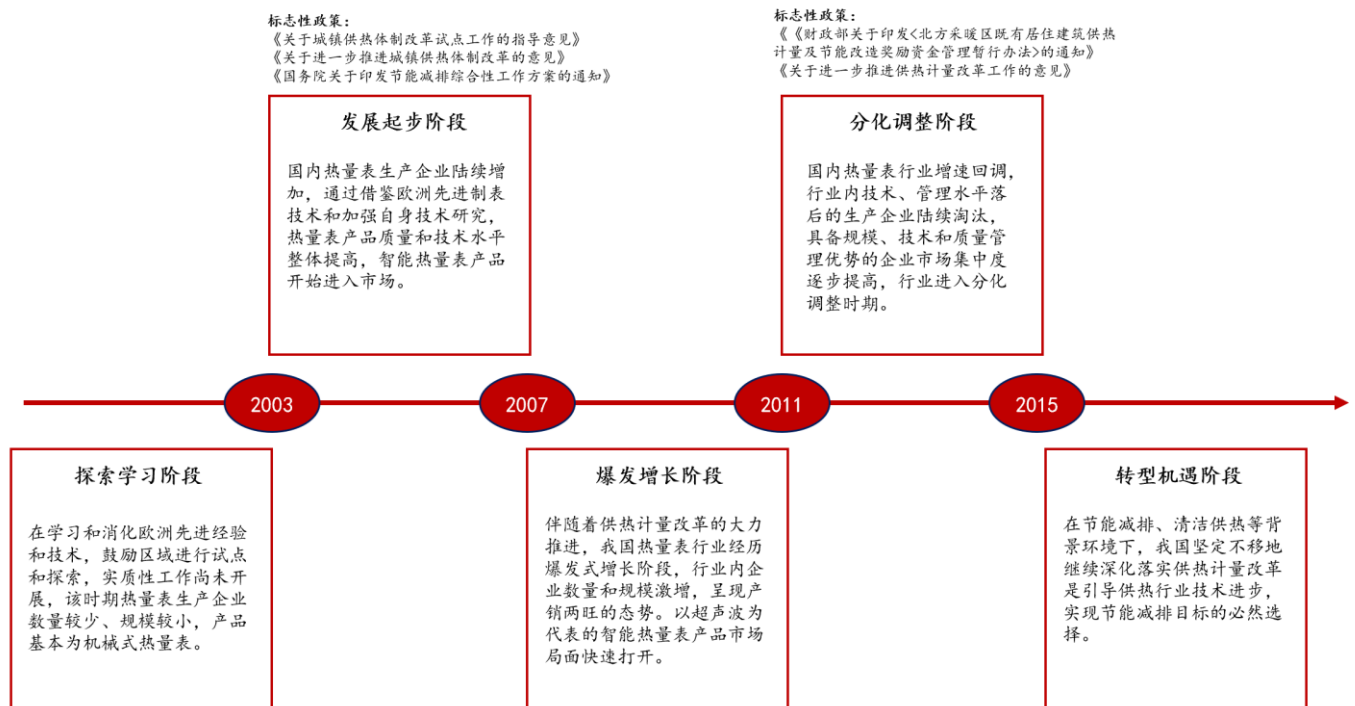 标志性政策：
《关于城镇供热体制改革试点工作的指导意见》
《关于进一步推进城镇供热体制改革的意见》
《国务院关于印发节能减排综合性工作方案的通知》
标志性政策：
《《财政部关于印发<北方采暖区既有居住建筑供热
计量及节能改造奖励资金管理暂行办法>的通知》
《关于进一步推进供热计量改革工作的意见》
发展起步阶段
国内热量表生产企业陆续增
加，通过借鉴欧洲先进制表
技术和加强自身技术研究，
热量表产品质量和技术水平
整体提高，智能热量表产品
开始进入市场。
分化调整阶段
国内热量表行业增速回调，
行业内技术、管理水平落
后的生产企业陆续淘汰，
具备规模、技术和质量管
理优势的企业市场集中度
逐步提高，行业进入分化
调整时期。
2003
2007
2011
2015
探索学习阶段
在学习和消化欧洲先进经验
和技术，鼓励区域进行试点
和探索，实质性工作尚未开
展，该时期热量表生产企业
数量较少、规模较小，产品
基本为机械式热量表。
爆发增长阶段
伴随着供热计量改革的大力
推进，我国热量表行业经历
爆发式增长阶段，行业内企
业数量和规模激增，呈现产
销两旺的态势。以超声波为
代表的智能热量表产品市场
局面快速打开。
转型机遇阶段
在节能减排、清洁供热等背
景环境下，我国坚定不移地
继续深化落实供热计量改革
是引导供热行业技术进步，
实现节能减排目标的必然选
择。